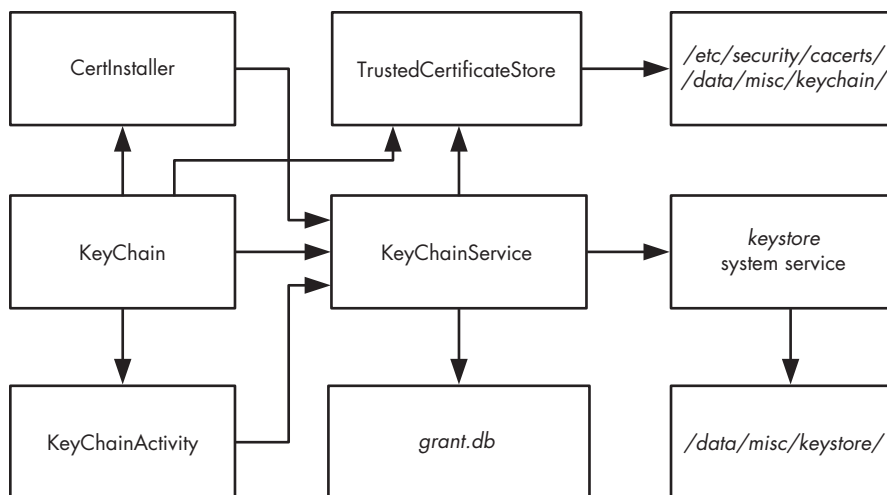 CertInstaller
TrustedCertificateStore
/etc/security/cacerts/
/data/misc/keychain/
KeyChain
KeyChainService
keystore
system service
KeyChainActivity
grant.db
/data/misc/keystore/